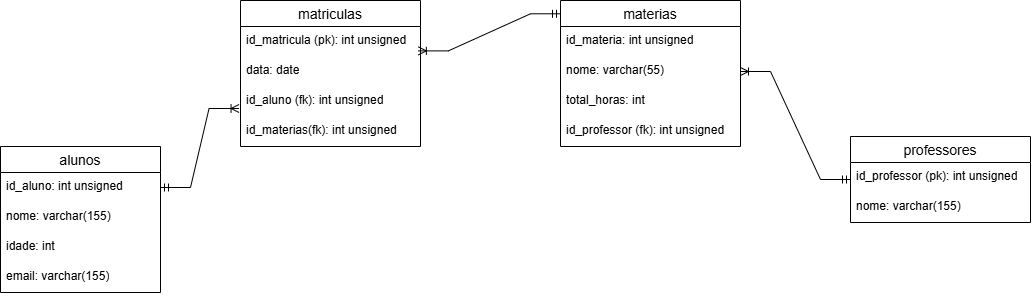 matriculas
id_matricula (pk): int unsigned
data: date
id_aluno (fk): int unsigned
id_materias(fk): int unsigned
materias
id_materia: int unsigned
nome: varchar(55)
total_horas: int
id_professor (fk): int unsigned
alunos
id_aluno: int unsigned
nome: varchar(155)
idade: int
email: varchar(155)
professores
id_professor (pk): int unsigned
nome: varchar(155)